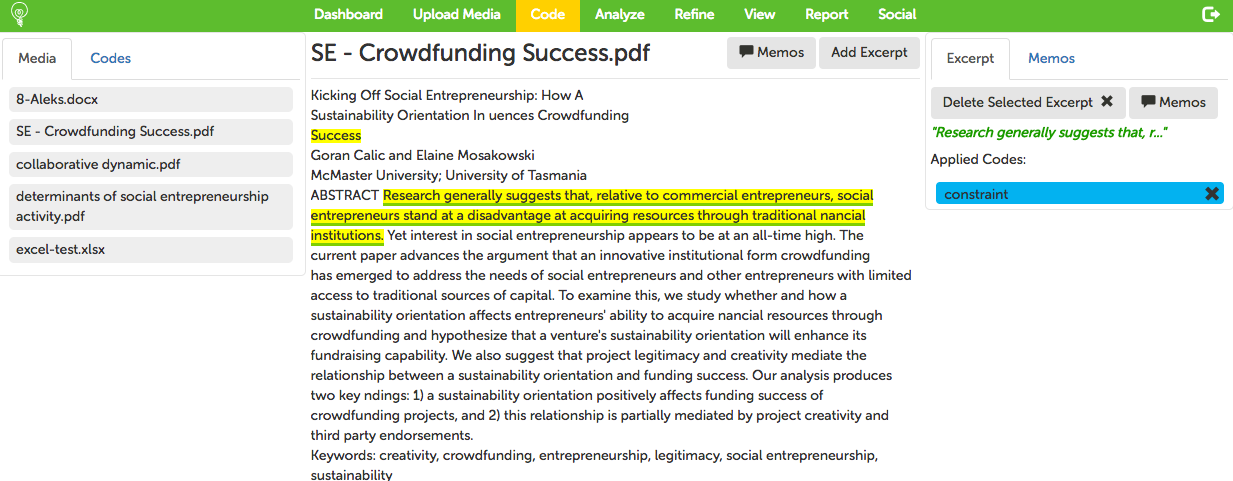 Dashboard Upload Media Code Analyze Refine View Report Social
Media Codes
8-Aleks.docx
SE - Crowdfunding Success.pdf
collaborative dynamic.pdf
determinants of social entrepreneurship
activity.pdf
excel-test.xlsx
SE - Crowdfunding Success.pdf
Memos Add Excerpt
Kicking Off Social Entrepreneurship: How A
Sustainability Orientation In uences Crowdfunding
Success
Goran Calic and Elaine Mosakowski
McMaster University; University of Tasmania
ABSTRACT Research generally suggests that, relative to commercial entrepreneurs, social
entrepreneurs stand at a disadvantage at acquiring resources through traditional nancial
institutions. Yet interest in social entrepreneurship appears to be at an all-time high. The
current paper advances the argument that an innovative institutional form crowdfunding
has emerged to address the needs of social entrepreneurs and other entrepreneurs with limited
access to traditional sources of capital. To examine this, we study whether and how a
sustainability orientation affects entrepreneurs' ability to acquire nancial resources through
crowdfunding and hypothesize that a venture's sustainability orientation will enhance its
fundraising capability. We also suggest that project legitimacy and creativity mediate the
relationship between a sustainability orientation and funding success. Our analysis produces
two key ndings: 1) a sustainability orientation positively affects funding success of
crowdfunding projects, and 2) this relationship is partially mediated by project creativity and
third party endorsements.
Keywords: creativity, crowdfunding, entrepreneurship, legitimacy, social entrepreneurship,
sustainability
Excerpt Memos
Delete Selected Excerpt Memos
"Research generally suggests that, r..."
Applied Codes:
constraint